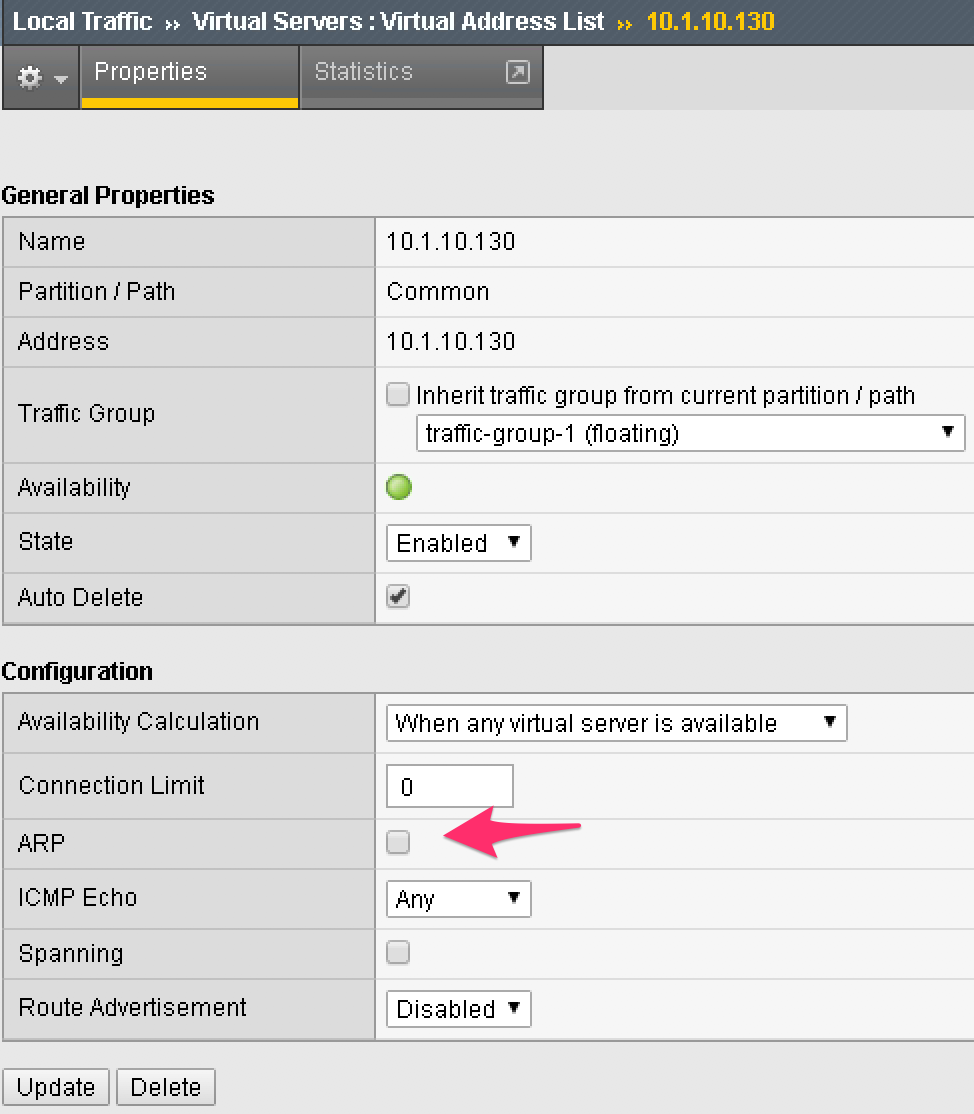 Local Traffic ›› Virtual Servers : Virtual Address List ›› 10.1.10.130
Properties Statistics
General Properties
Name 10.1.10.130
Partition / Path Common
Address 10.1.10.130
Traffic Group Inherit traffic group from current partition / path
traffic-group-1 (floating)
Availability
State Enabled
Auto Delete
Configuration
Availability Calculation When any virtual server is available
Connection Limit 0
ARP
ICMP Echo Any
Spanning
Route Advertisement Disabled
Update Delete